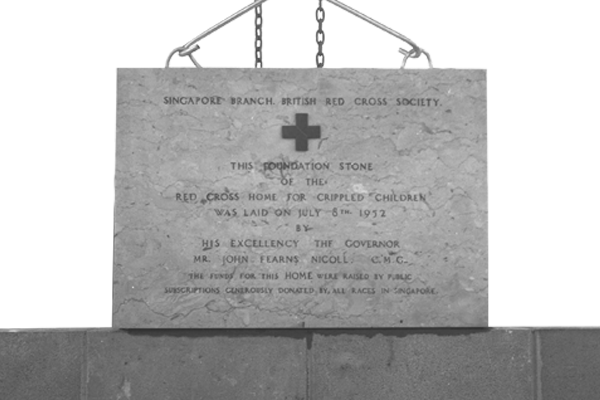 SINGAPORE BRANCH. BRITISH RED CROSS SOCIETY.
THIS FOUNDATION STONE
OF THE
RED CROSS HOME FOR CRIPPLED CHILDREN
WAS LAID ON JULY 8TH. 1952
BY
HIS EXCELLENCY THE GOVERNOR
MR. JOHN FEARNS NICOLL. C.M.G.
THE FUNDS FOR THIS HOME WERE RAISED BY PUBLIC
SUBSCRIPTIONS GENEROUSLY DONATED BY ALL RACES IN SINGAPORE.